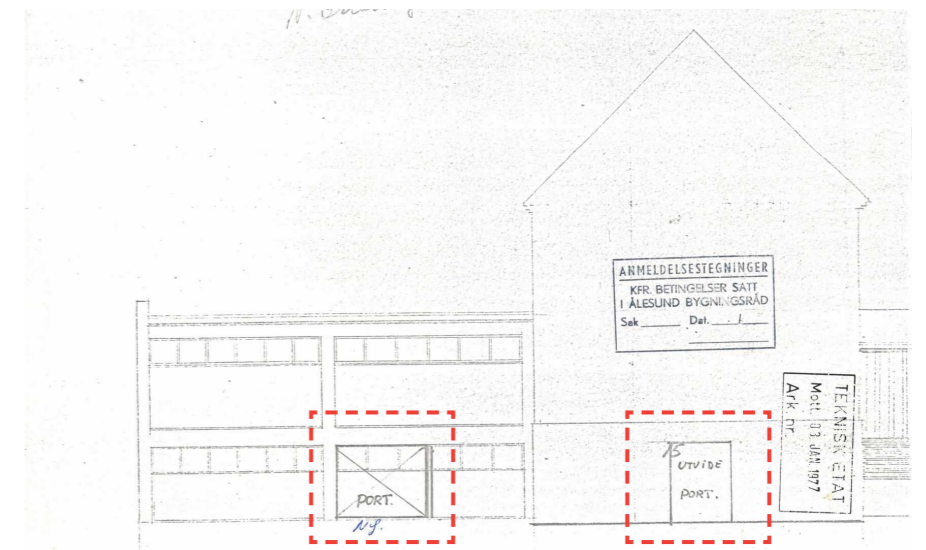 ANMELDELSESTEGNINGER
KFR. BETINGELSER SATT
I ÅLESUND BYGNINGSRÅD
Sak Dat. /
TEKNISK ETAT
Mott. 03. JAN. 1977
Ark. nr.
PORT.
Ny.
UTVIDE
PORT.